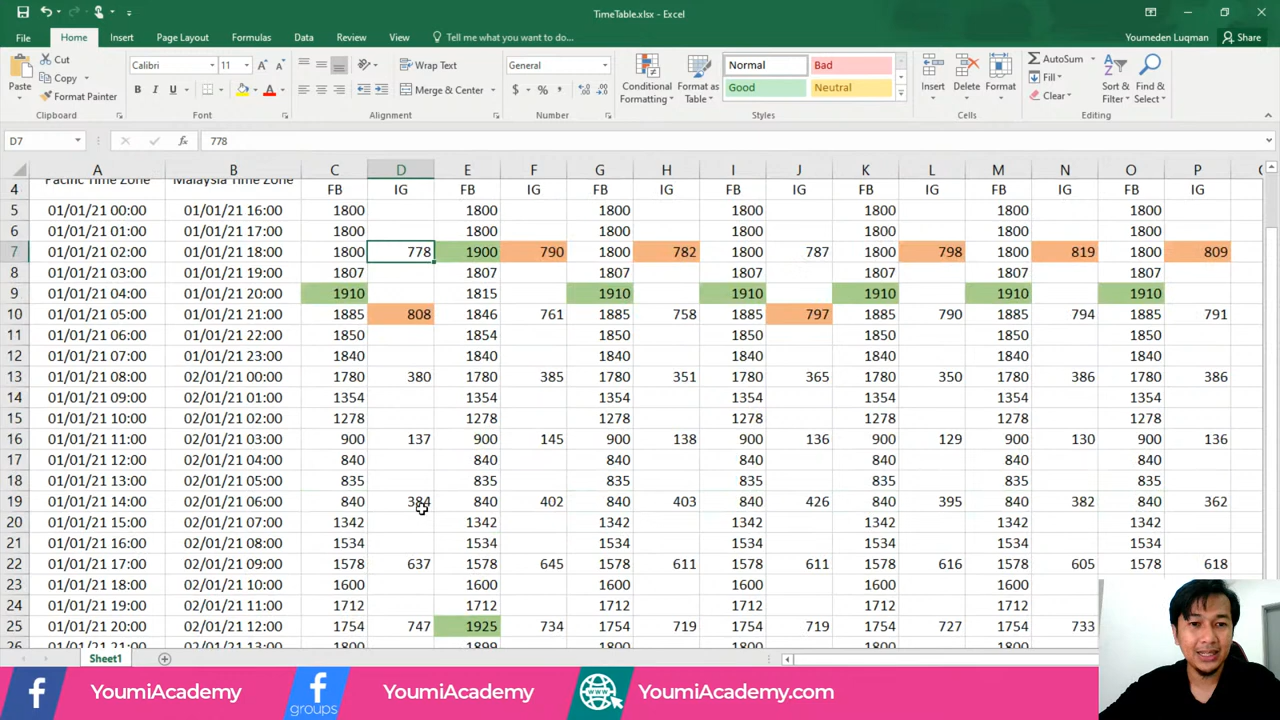 TimeTable.xlsx - Excel
File Home Insert Page Layout Formulas Data Review View Tell me what you want to do... Youmeden Luqman Share
Paste Cut Copy Format Painter Clipboard
Calibri 11 B I U Font
Wrap Text Merge & Center Alignment
General $ % , Number
Conditional Formatting Format as Table Normal Bad Good Neutral Styles
Insert Delete Format Cells
AutoSum Fill Clear Sort & Filter Find & Select Editing
D7 fx 778
A B C D E F G H I J K L M N O P
4 Pacific Time Zone Malaysia Time Zone FB IG FB IG FB IG FB IG FB IG FB IG FB IG
5 01/01/21 00:00 01/01/21 16:00 1800 1800 1800 1800 1800 1800 1800
6 01/01/21 01:00 01/01/21 17:00 1800 1800 1800 1800 1800 1800 1800
7 01/01/21 02:00 01/01/21 18:00 1800 778 1900 790 1800 782 1800 787 1800 798 1800 819 1800 809
8 01/01/21 03:00 01/01/21 19:00 1807 1807 1807 1807 1807 1807 1807
9 01/01/21 04:00 01/01/21 20:00 1910 1815 1910 1910 1910 1910 1910
10 01/01/21 05:00 01/01/21 21:00 1885 808 1846 761 1885 758 1885 797 1885 790 1885 794 1885 791
11 01/01/21 06:00 01/01/21 22:00 1850 1854 1850 1850 1850 1850 1850
12 01/01/21 07:00 01/01/21 23:00 1840 1840 1840 1840 1840 1840 1840
13 01/01/21 08:00 02/01/21 00:00 1780 380 1780 385 1780 351 1780 365 1780 350 1780 386 1780 386
14 01/01/21 09:00 02/01/21 01:00 1354 1354 1354 1354 1354 1354 1354
15 01/01/21 10:00 02/01/21 02:00 1278 1278 1278 1278 1278 1278 1278
16 01/01/21 11:00 02/01/21 03:00 900 137 900 145 900 138 900 136 900 129 900 130 900 136
17 01/01/21 12:00 02/01/21 04:00 840 840 840 840 840 840 840
18 01/01/21 13:00 02/01/21 05:00 835 835 835 835 835 835 835
19 01/01/21 14:00 02/01/21 06:00 840 384 840 402 840 403 840 426 840 395 840 382 840 362
20 01/01/21 15:00 02/01/21 07:00 1342 1342 1342 1342 1342 1342 1342
21 01/01/21 16:00 02/01/21 08:00 1534 1534 1534 1534 1534 1534 1534
22 01/01/21 17:00 02/01/21 09:00 1578 637 1578 645 1578 611 1578 611 1578 616 1578 605 1578 618
23 01/01/21 18:00 02/01/21 10:00 1600 1600 1600 1600 1600 1600
24 01/01/21 19:00 02/01/21 11:00 1712 1712 1712 1712 1712 1712
25 01/01/21 20:00 02/01/21 12:00 1754 747 1925 734 1754 719 1754 719 1754 727 1754 733
26 01/01/21 21:00 02/01/21 13:00 1800 1899 1800 1800 1800 1800
Sheet1
YoumiAcademy groups YoumiAcademy WWW YoumiAcademy.com